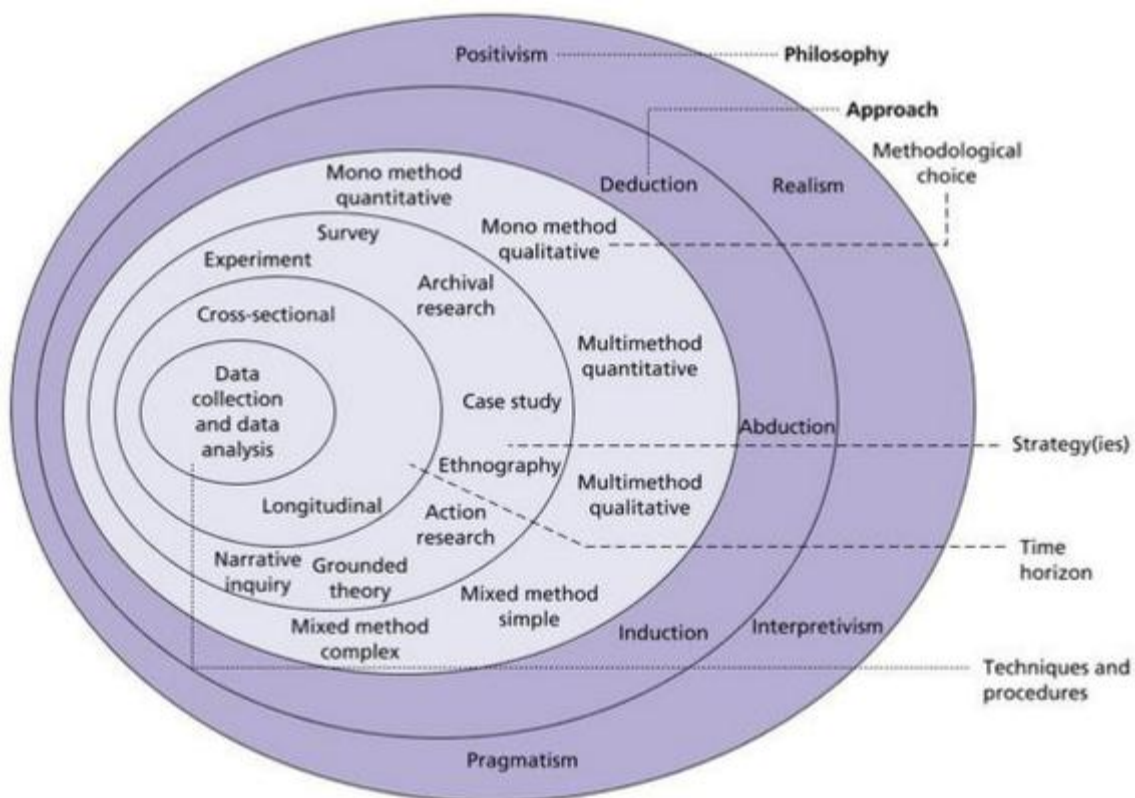 Positivism
Philosophy
Approach
Methodological
choice
Mono method
quantitative
Deduction
Realism
Survey
Mono method
qualitative
Experiment
Archival
research
Cross-sectional
Multimethod
quantitative
Data
collection
and data
analysis
Case study
Abduction
Strategy(ies)
Ethnography
Multimethod
qualitative
Longitudinal
Action
research
Time
horizon
Narrative
inquiry
Grounded
theory
Mixed method
simple
Mixed method
complex
Induction
Interpretivism
Techniques and
procedures
Pragmatism